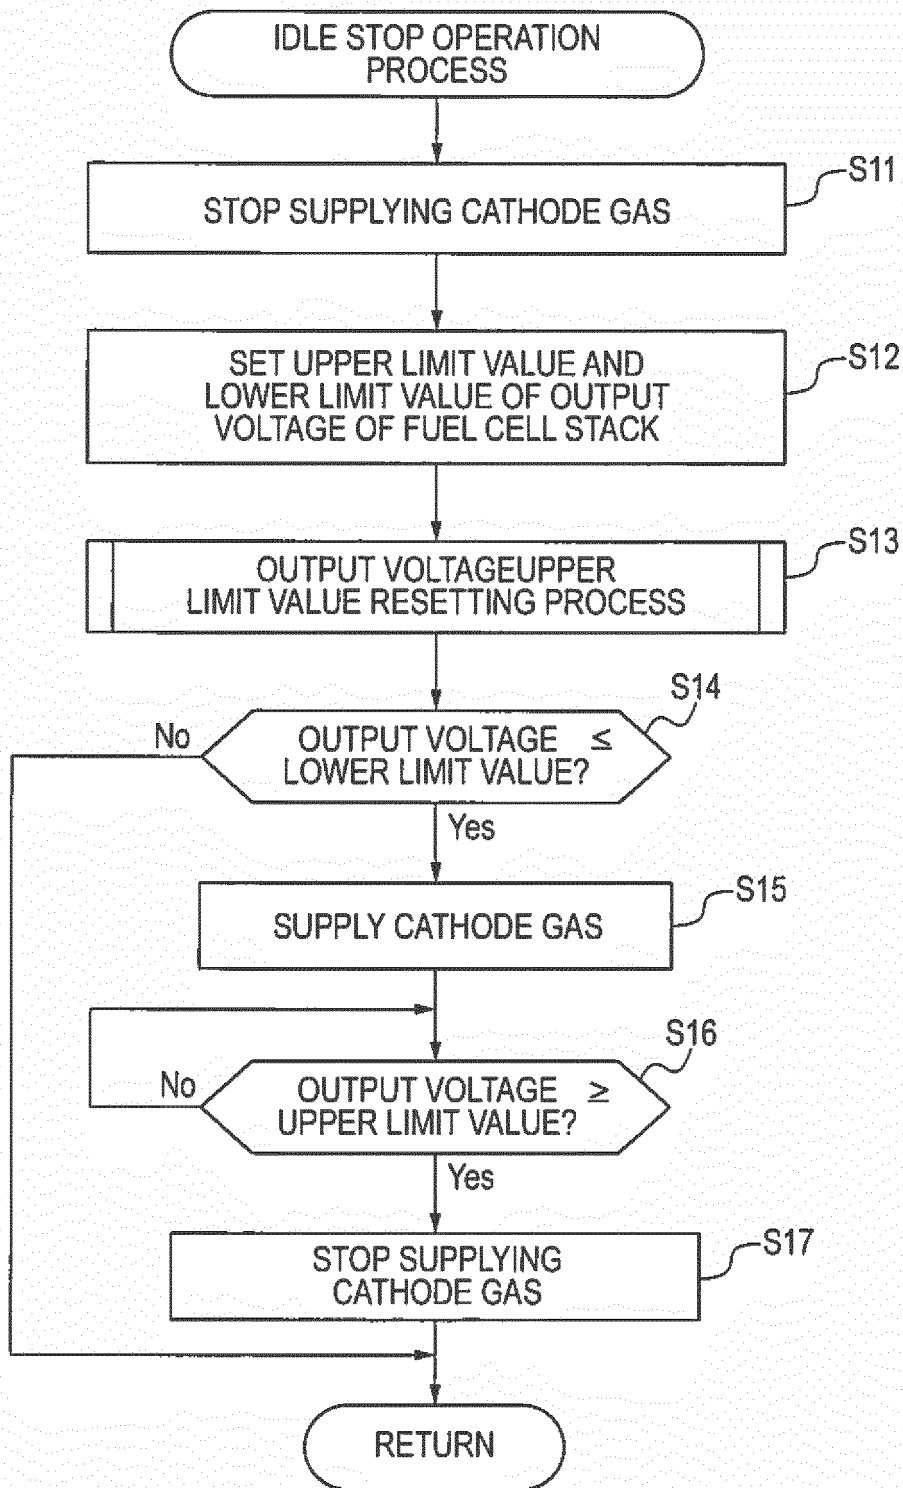 IDLE STOP OPERATION
PROCESS
S11
STOP SUPPLYING CATHODE GAS
S12
SET UPPER LIMIT VALUE AND
LOWER LIMIT VALUE OF OUTPUT
VOLTAGE OF FUEL CELL STACK
S13
OUTPUT VOLTAGEUPPER
LIMIT VALUE RESETTING PROCESS
S14
No
OUTPUT VOLTAGE ≤
LOWER LIMIT VALUE?
Yes
S15
SUPPLY CATHODE GAS
S16
No
OUTPUT VOLTAGE ≥
UPPER LIMIT VALUE?
Yes
S17
STOP SUPPLYING
CATHODE GAS
RETURN